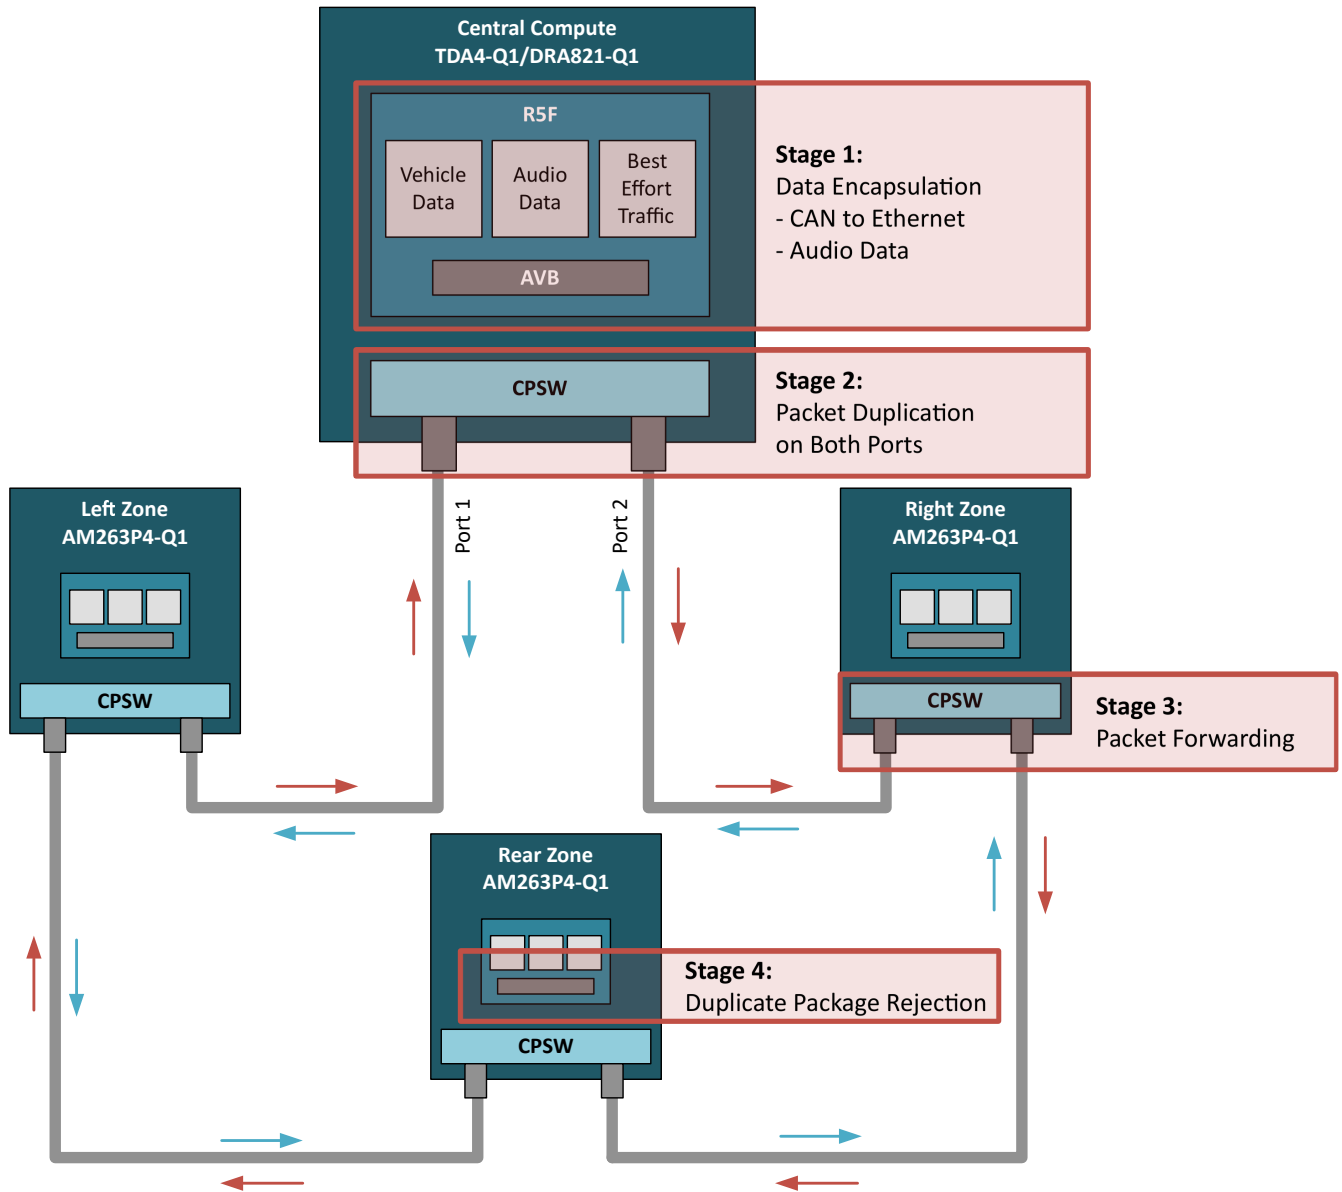 Central Compute
TDA4-Q1/DRA821-Q1
R5F
Vehicle
Data
Audio
Data
Best
Effort
Traffic
AVB
Stage 1:
Data Encapsulation
- CAN to Ethernet
- Audio Data
CPSW
Stage 2:
Packet Duplication
on Both Ports
Port 1
Port 2
Left Zone
AM263P4-Q1
CPSW
Right Zone
AM263P4-Q1
CPSW
Stage 3:
Packet Forwarding
Rear Zone
AM263P4-Q1
Stage 4:
Duplicate Package Rejection
CPSW